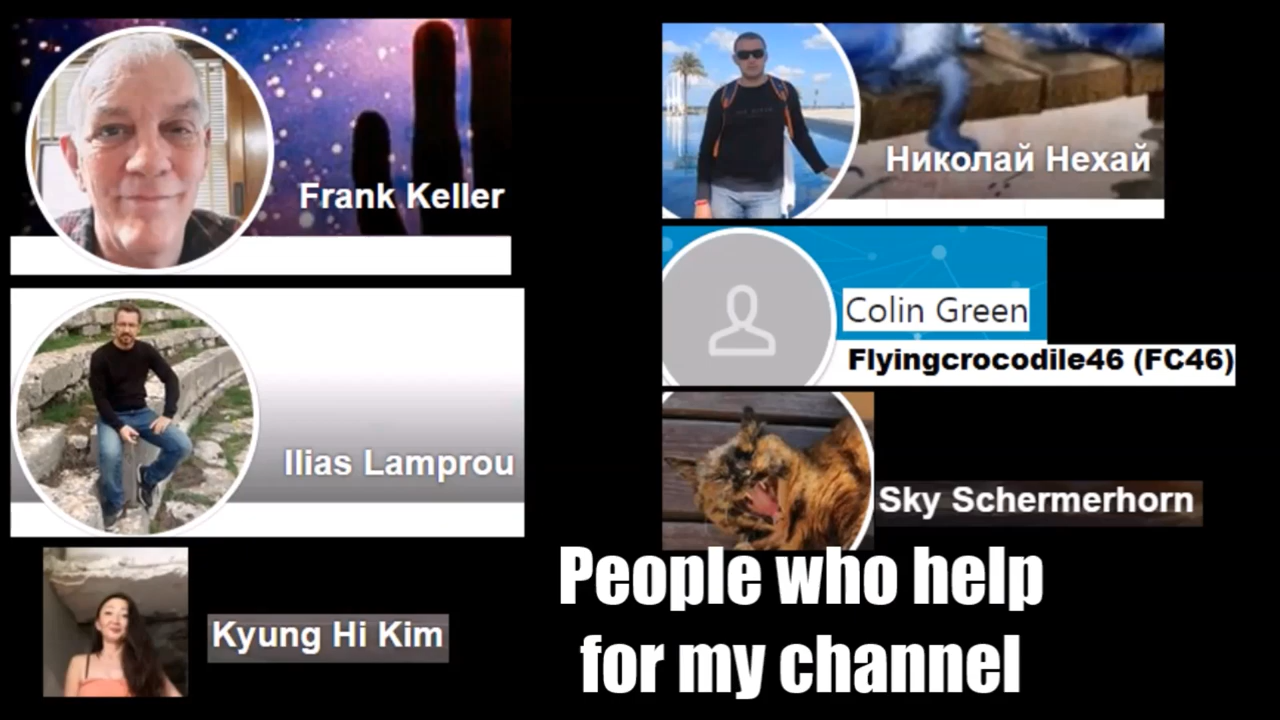 Frank Keller
Ilias Lamprou
Kyung Hi Kim
Николай Нехай
Colin Green
Flyingcrocodile46 (FC46)
Sky Schermerhorn
People who help
for my channel